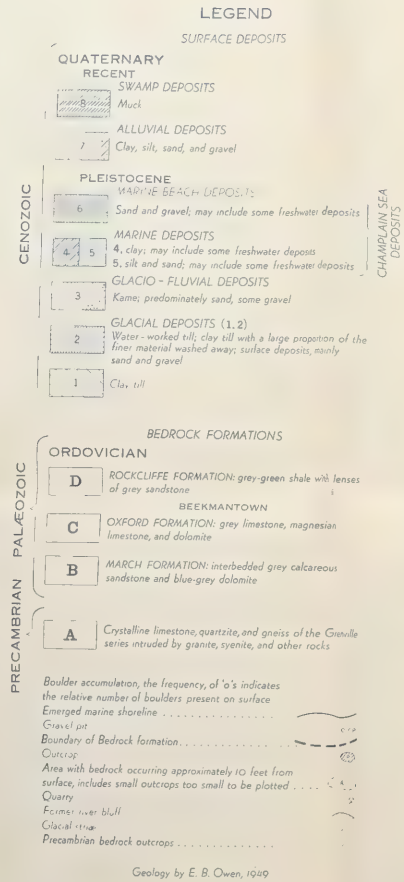 LEGEND
SURFACE DEPOSITS
QUATERNARY
RECENT
SWAMP DEPOSITS
8
Muck
ALLUVIAL DEPOSITS
7
Clay, silt, sand, and gravel
CENOZOIC
PLEISTOCENE
MARINE BEACH DEPOSITS
6
Sand and gravel; may include some freshwater deposits
MARINE DEPOSITS
4 5
4. clay; may include some freshwater deposits
5. silt and sand; may include some freshwater deposits
CHAMPLAIN SEA
DEPOSITS
GLACIO - FLUVIAL DEPOSITS
3
Kame; predominately sand, some gravel
GLACIAL DEPOSITS (1, 2)
2
Water - worked till; clay till with a large proportion of the
finer material washed away; surface deposits, mainly
sand and gravel
1
Clay till
BEDROCK FORMATIONS
PALÆOZOIC
ORDOVICIAN
D
ROCKCLIFFE FORMATION: grey-green shale with lenses
of grey sandstone
BEEKMANTOWN
C
OXFORD FORMATION: grey limestone, magnesian
limestone, and dolomite
B
MARCH FORMATION: interbedded grey calcareous
sandstone and blue-grey dolomite
PRECAMBRIAN
A
Crystalline limestone, quartzite, and gneiss of the Grenville
series intruded by granite, syenite, and other rocks
Boulder accumulation, the frequency, of 'o's indicates
the relative number of boulders present on surface
Emerged marine shoreline . . . . . . . . . . . . . . . .
Gravel pit
Boundary of Bedrock formation. . . . . . . . . . . . . . .
Outcrop
Area with bedrock occurring approximately 10 feet from
surface, includes small outcrops too small to be plotted . . . .
Quarry
Former river bluff
Glacial striae
Precambrian bedrock outcrops . . . . . . . . . . . . .
Geology by E. B. Owen, 1949